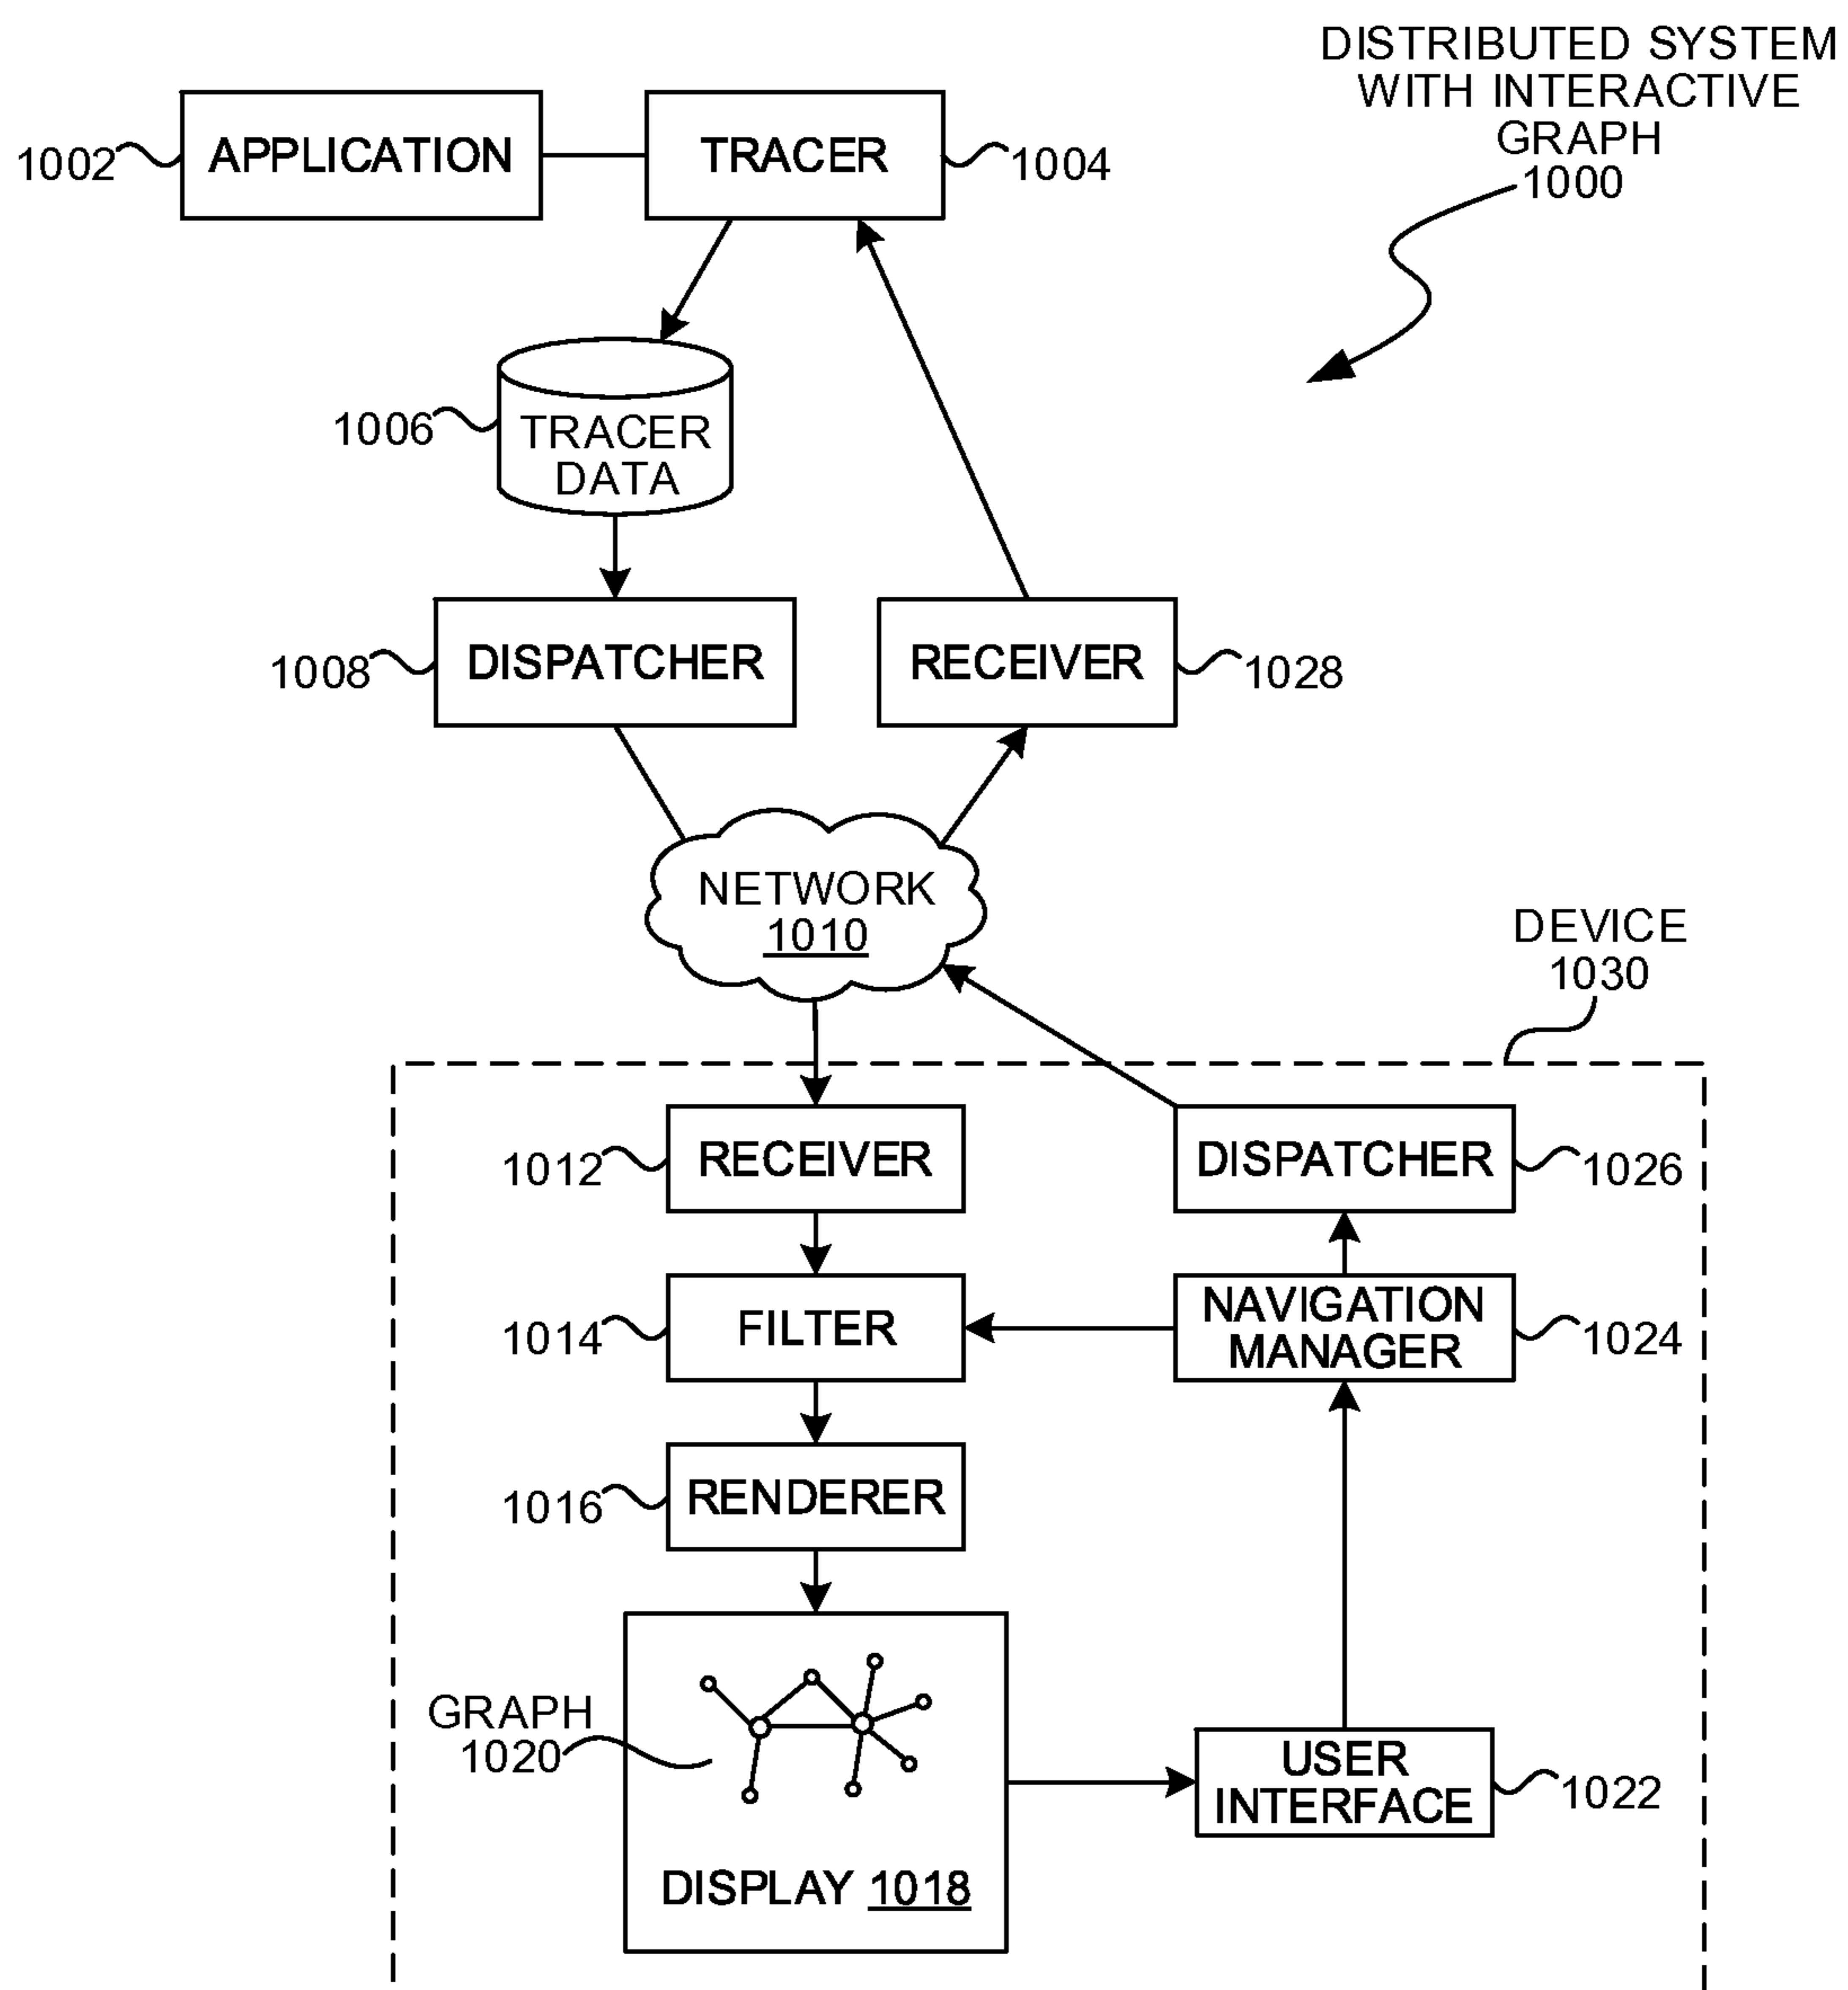 DISTRIBUTED SYSTEM
WITH INTERACTIVE
GRAPH
1000
1002
APPLICATION
TRACER
1004
1006
TRACER
DATA
1008
DISPATCHER
RECEIVER
1028
NETWORK
1010
DEVICE
1030
1012
RECEIVER
DISPATCHER
1026
1014
FILTER
NAVIGATION
MANAGER
1024
1016
RENDERER
GRAPH
1020
USER
INTERFACE
1022
DISPLAY 1018